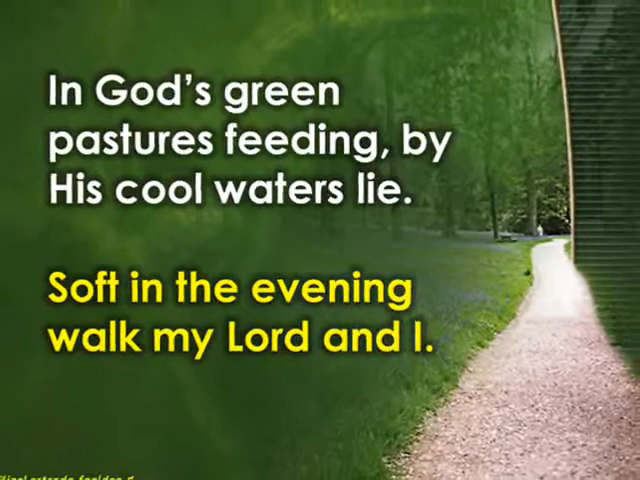 In God's green
pastures feeding, by
His cool waters lie.
Soft in the evening
walk my Lord and I.